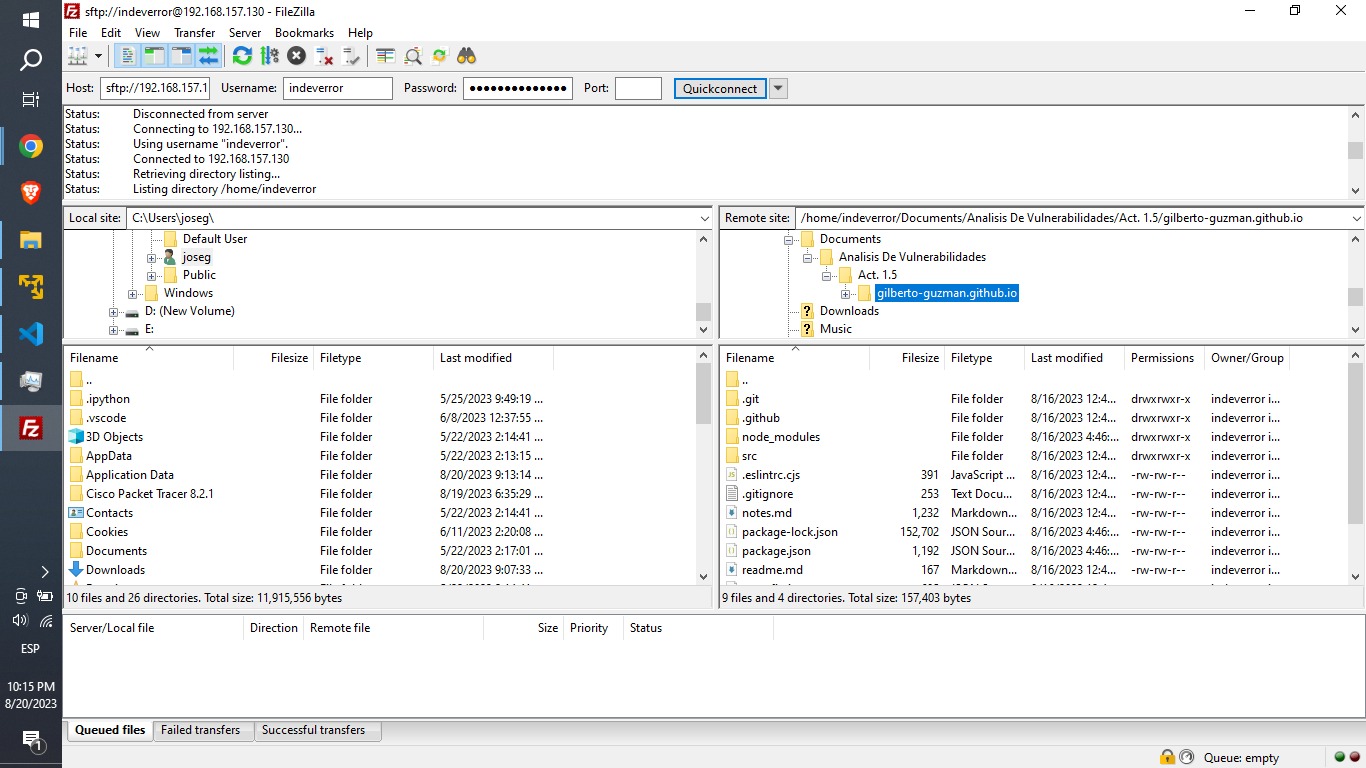 sftp://indeverror@192.168.157.130 - FileZilla
File Edit View Transfer Server Bookmarks Help
Host: sftp://192.168.157.1 Username: indeverror Password: ●●●●●●●●●●●●●● Port: Quickconnect
Status: Disconnected from server
Status: Connecting to 192.168.157.130...
Status: Using username "indeverror".
Status: Connected to 192.168.157.130
Status: Retrieving directory listing...
Status: Listing directory /home/indeverror
Local site: C:\Users\joseg\
Default User
joseg
Public
Windows
D: (New Volume)
E:
Remote site: /home/indeverror/Documents/Analisis De Vulnerabilidades/Act. 1.5/gilberto-guzman.github.io
Documents
Analisis De Vulnerabilidades
Act. 1.5
gilberto-guzman.github.io
Downloads
Music
Filename Filesize Filetype Last modified
..
.ipython File folder 5/25/2023 9:49:19 ...
.vscode File folder 6/8/2023 12:37:55 ...
3D Objects File folder 5/22/2023 2:14:41 ...
AppData File folder 5/22/2023 2:13:15 ...
Application Data File folder 8/20/2023 9:13:14 ...
Cisco Packet Tracer 8.2.1 File folder 8/19/2023 6:35:29 ...
Contacts File folder 5/22/2023 2:14:41 ...
Cookies File folder 6/11/2023 2:20:08 ...
Documents File folder 5/22/2023 2:17:01 ...
Downloads File folder 8/20/2023 9:07:33 ...
10 files and 26 directories. Total size: 11,915,556 bytes
Filename Filesize Filetype Last modified Permissions Owner/Group
..
.git File folder 8/16/2023 12:4... drwxrwxr-x indeverror i...
.github File folder 8/16/2023 12:4... drwxrwxr-x indeverror i...
node_modules File folder 8/16/2023 4:46:... drwxrwxr-x indeverror i...
src File folder 8/16/2023 12:4... drwxrwxr-x indeverror i...
.eslintrc.cjs 391 JavaScript ... 8/16/2023 12:4... -rw-rw-r-- indeverror i...
.gitignore 253 Text Docu... 8/16/2023 12:4... -rw-rw-r-- indeverror i...
notes.md 1,232 Markdown... 8/16/2023 12:4... -rw-rw-r-- indeverror i...
package-lock.json 152,702 JSON Sour... 8/16/2023 4:46:... -rw-rw-r-- indeverror i...
package.json 1,192 JSON Sour... 8/16/2023 4:46:... -rw-rw-r-- indeverror i...
readme.md 167 Markdown... 8/16/2023 12:4... -rw-rw-r-- indeverror i...
9 files and 4 directories. Total size: 157,403 bytes
Server/Local file Direction Remote file Size Priority Status
Queued files Failed transfers Successful transfers
Queue: empty
ESP
10:15 PM
8/20/2023
1